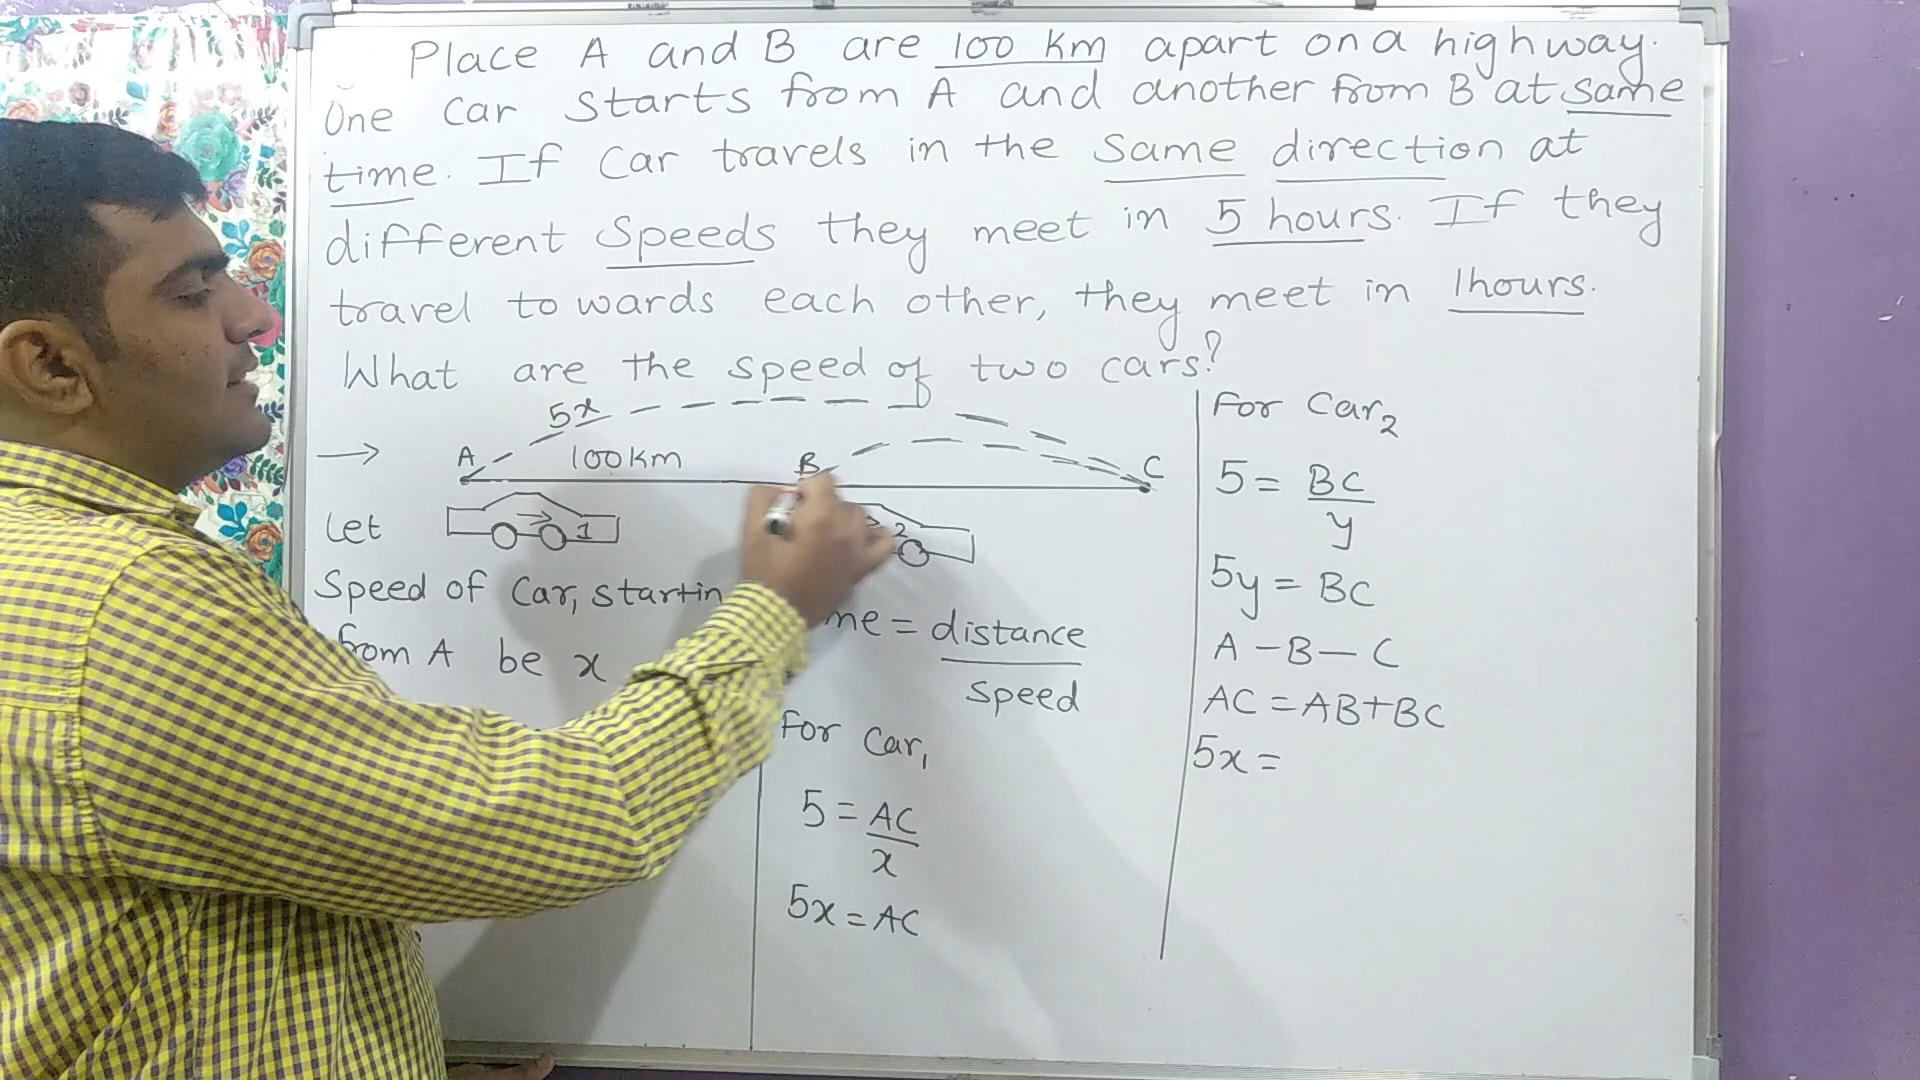 Place A and B are 100 Km apart on a highway.
One Car starts from A and another from B at same
time. If Car travels in the same direction at
different Speeds they meet in 5 hours. If they
travel towards each other, they meet in 1hours.
What are the speed of two cars?
5x
→ A 100Km B C
Let 1 2
Speed of Car₁ startin
from A be x
me = distance
speed
For Car₁
5 = AC
x
5x = AC
For Car₂
5 = BC
y
5y = BC
A - B - C
AC = AB + BC
5x =